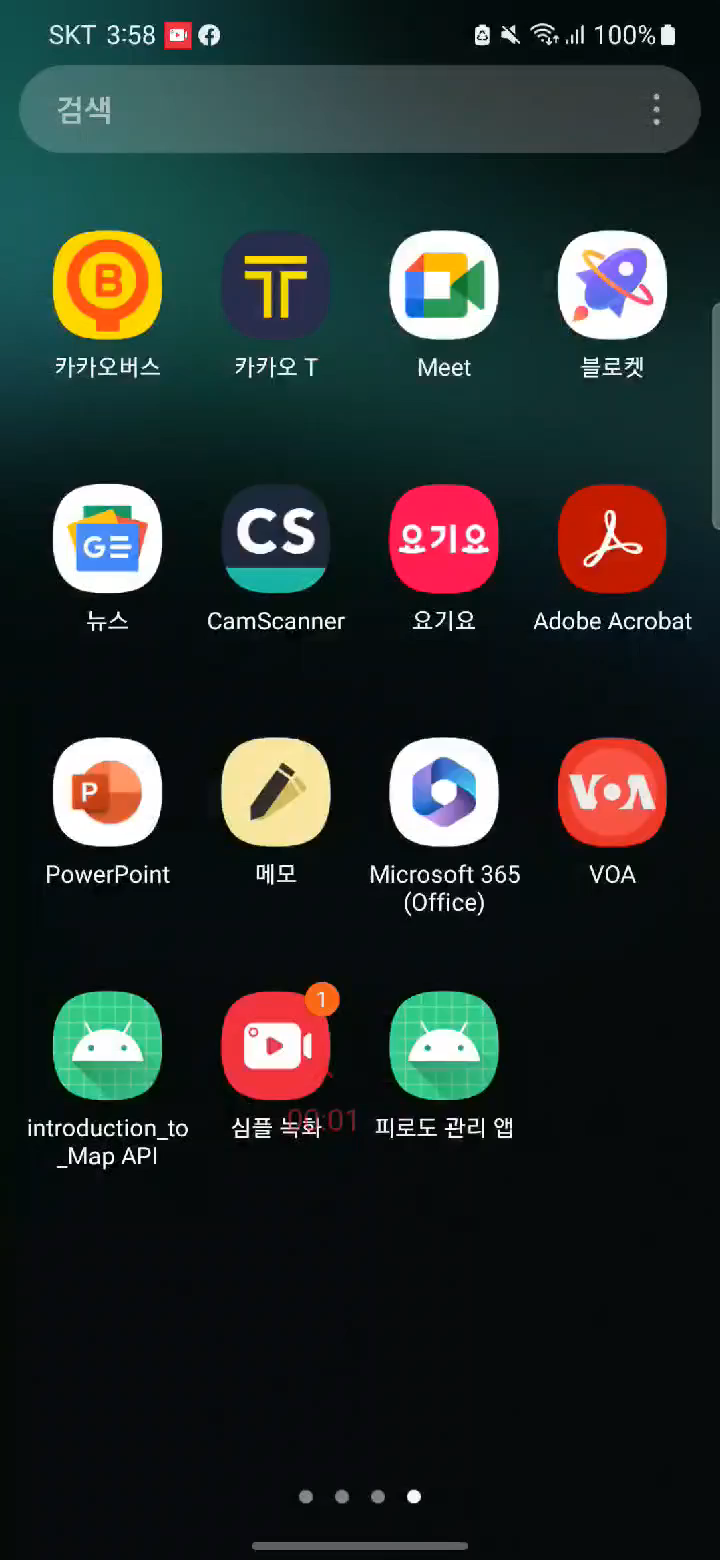 SKT 3:58 100%
검색
B
카카오버스 카카오 T Meet 블로켓
GE CS 요기요
뉴스 CamScanner 요기요 Adobe Acrobat
P VOA
PowerPoint 메모 Microsoft 365 VOA
(Office)
1
introduction_to 심플 녹화 피로도 관리 앱
00:01
_Map API